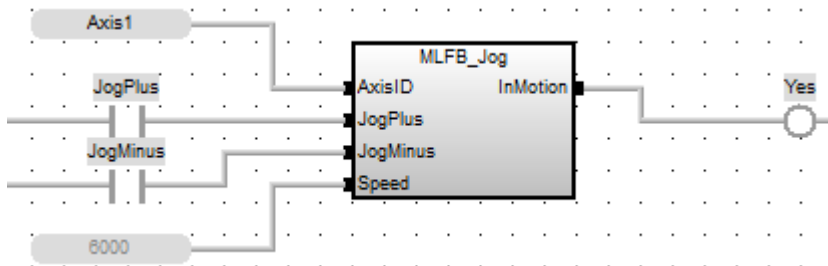 Axis1
MLFB_Jog
JogPlus
AxisID InMotion
Yes
JogPlus
JogMinus
JogMinus
Speed
6000